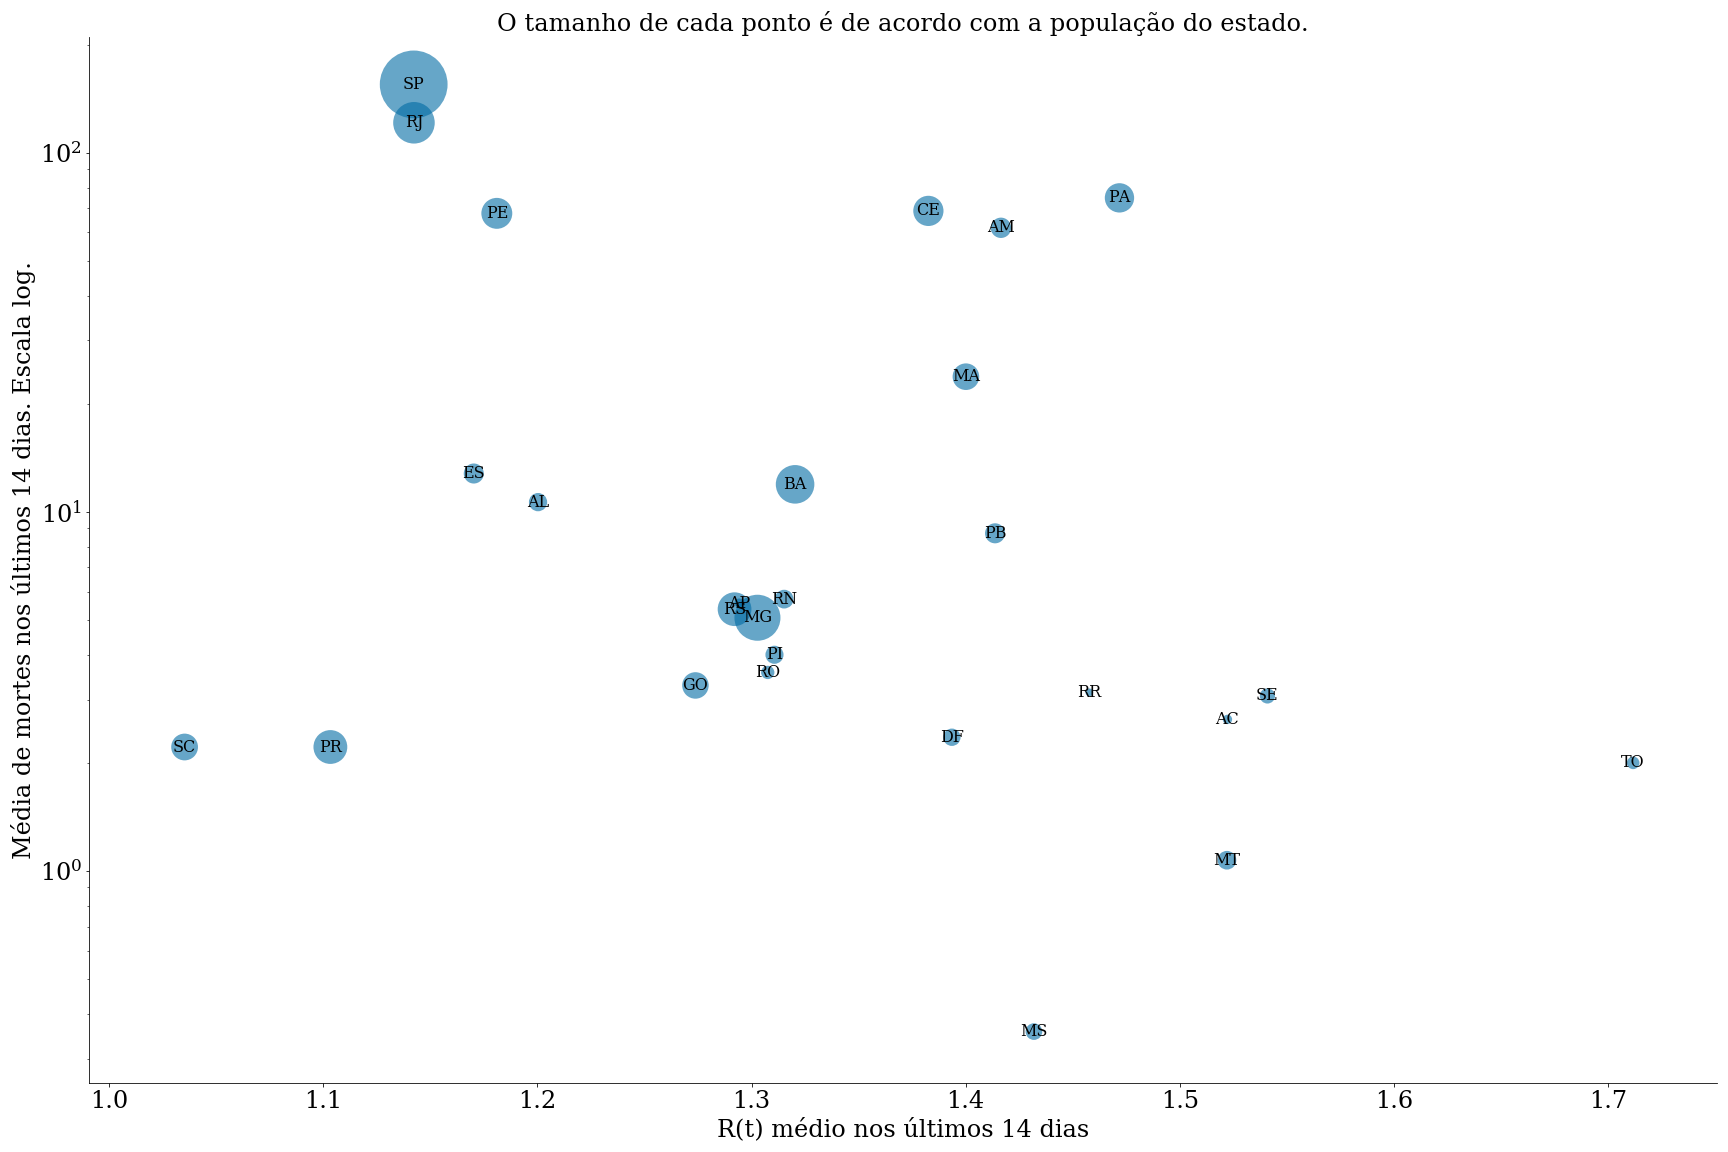 O tamanho de cada ponto é de acordo com a população do estado.
Média de mortes nos últimos 14 dias. Escala log.
10²
10¹
10⁰
SP
RJ
PE
CE
PA
AM
MA
ES
AL
BA
PB
AP
RS
RN
MG
PI
RO
GO
RR
SE
AC
DF
SC
PR
TO
MT
MS
1.0 1.1 1.2 1.3 1.4 1.5 1.6 1.7
R(t) médio nos últimos 14 dias